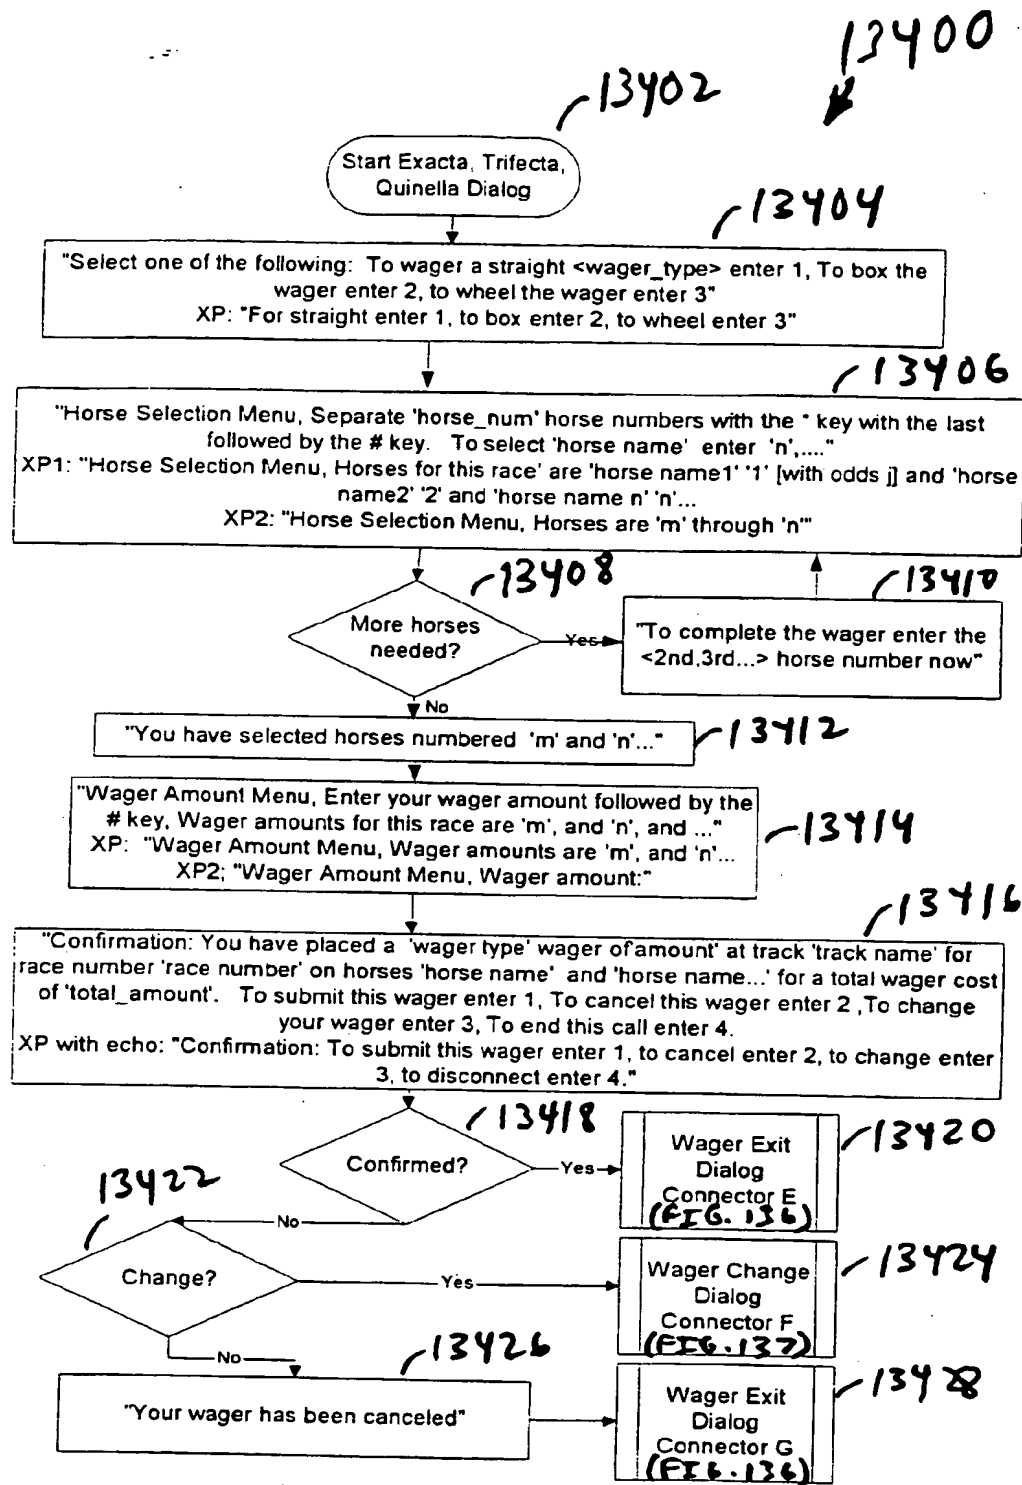 13400
13402
Start Exacta, Trifecta,
Quinella Dialog
13404
"Select one of the following: To wager a straight <wager_type> enter 1, To box the
wager enter 2, to wheel the wager enter 3"
XP: "For straight enter 1, to box enter 2, to wheel enter 3"
13406
"Horse Selection Menu, Separate 'horse_num' horse numbers with the * key with the last
followed by the # key. To select 'horse name' enter 'n',...."
XP1: "Horse Selection Menu, Horses for this race' are 'horse name1' '1' [with odds j] and 'horse
name2' '2' and 'horse name n' 'n'...
XP2: "Horse Selection Menu, Horses are 'm' through 'n'"
13408
More horses
needed?
Yes
13410
"To complete the wager enter the
<2nd,3rd...> horse number now"
No
"You have selected horses numbered 'm' and 'n'..."
13412
"Wager Amount Menu, Enter your wager amount followed by the
# key, Wager amounts for this race are 'm', and 'n', and ..."
XP: "Wager Amount Menu, Wager amounts are 'm', and 'n'...
XP2; "Wager Amount Menu, Wager amount:"
13414
13416
"Confirmation: You have placed a 'wager type' wager of amount' at track 'track name' for
race number 'race number' on horses 'horse name' and 'horse name...' for a total wager cost
of 'total_amount'. To submit this wager enter 1, To cancel this wager enter 2 ,To change
your wager enter 3, To end this call enter 4.
XP with echo: "Confirmation: To submit this wager enter 1, to cancel enter 2, to change enter
3, to disconnect enter 4."
13418
Confirmed?
Yes
Wager Exit
Dialog
Connector E
(FIG. 136)
13420
No
13422
Change?
Yes
Wager Change
Dialog
Connector F
(FIG. 137)
13424
No
13426
"Your wager has been canceled"
Wager Exit
Dialog
Connector G
(FIG. 136)
13428